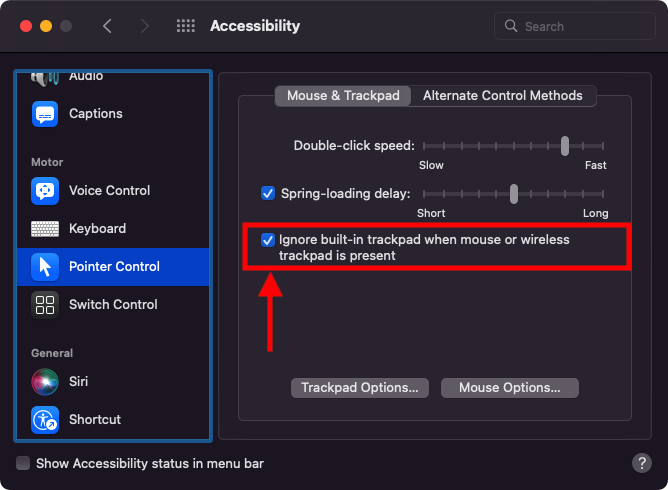 Accessibility
Search
Audio
Captions
Motor
Voice Control
Keyboard
Pointer Control
Switch Control
General
Siri
Shortcut
Mouse & Trackpad
Alternate Control Methods
Double-click speed:
Slow
Fast
Spring-loading delay:
Short
Long
Ignore built-in trackpad when mouse or wireless
trackpad is present
Trackpad Options...
Mouse Options...
Show Accessibility status in menu bar
?